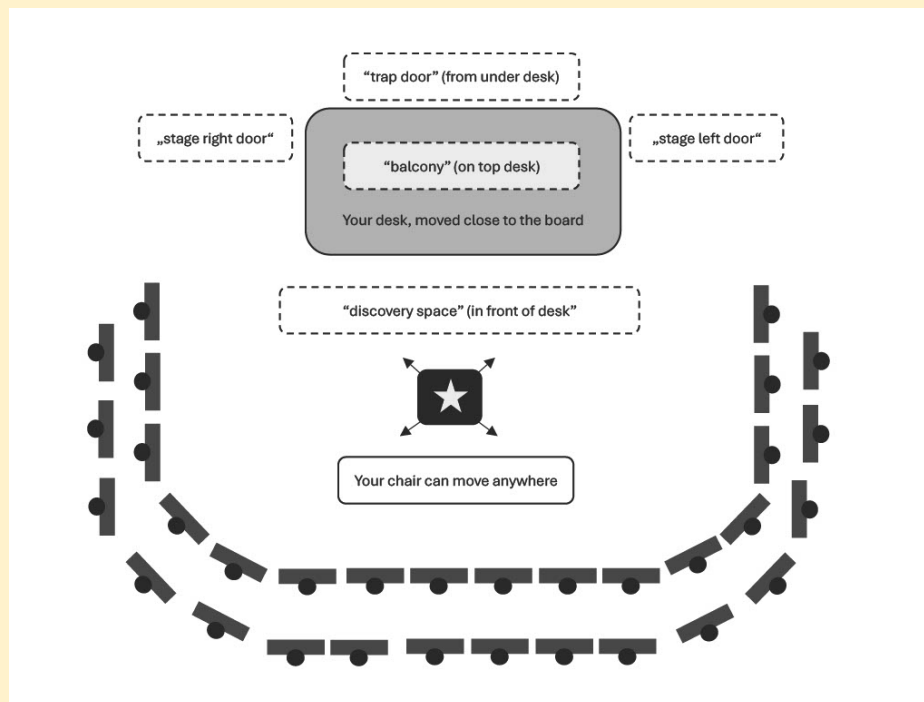 “trap door” (from under desk)
„stage right door“
„stage left door“
“balcony” (on top desk)
Your desk, moved close to the board
“discovery space” (in front of desk”
Your chair can move anywhere